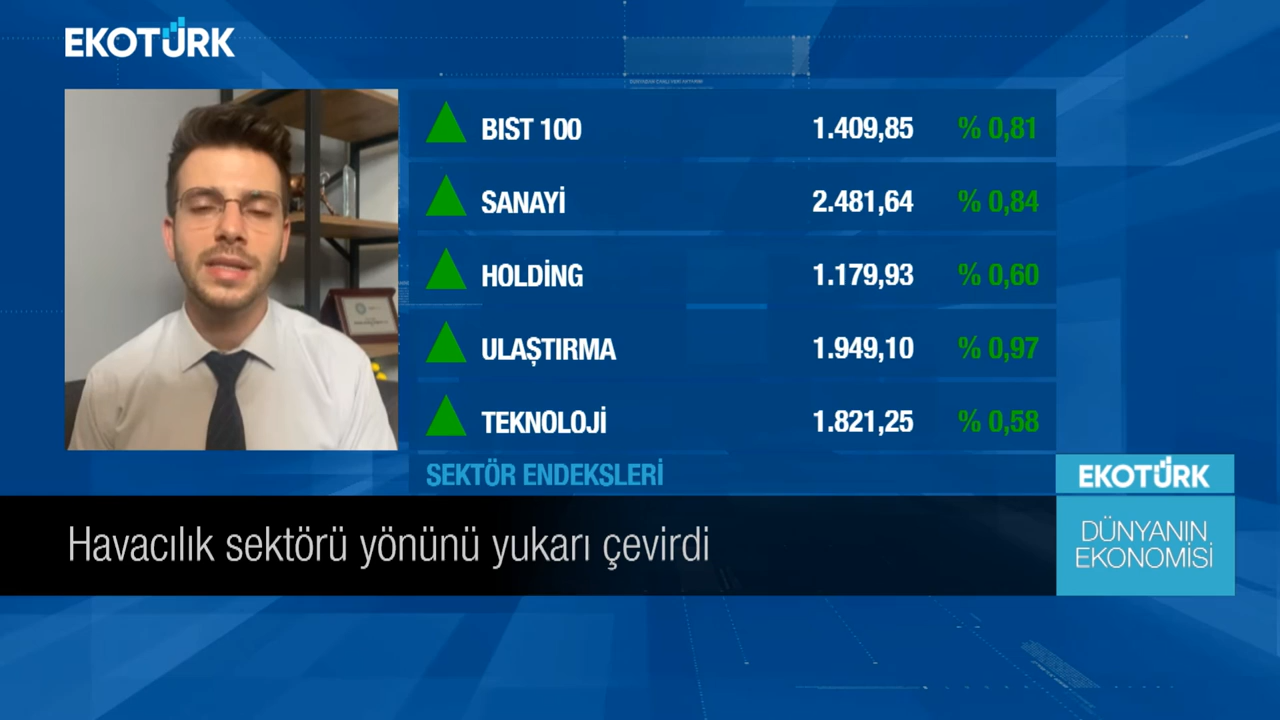 EKOTÜRK
BIST 100 1.409,85 % 0,81
SANAYİ 2.481,64 % 0,84
HOLDİNG 1.179,93 % 0,60
ULAŞTIRMA 1.949,10 % 0,97
TEKNOLOJİ 1.821,25 % 0,58
SEKTÖR ENDEKSLERİ
EKOTÜRK
Havacılık sektörü yönünü yukarı çevirdi
DÜNYANIN
EKONOMİSİ